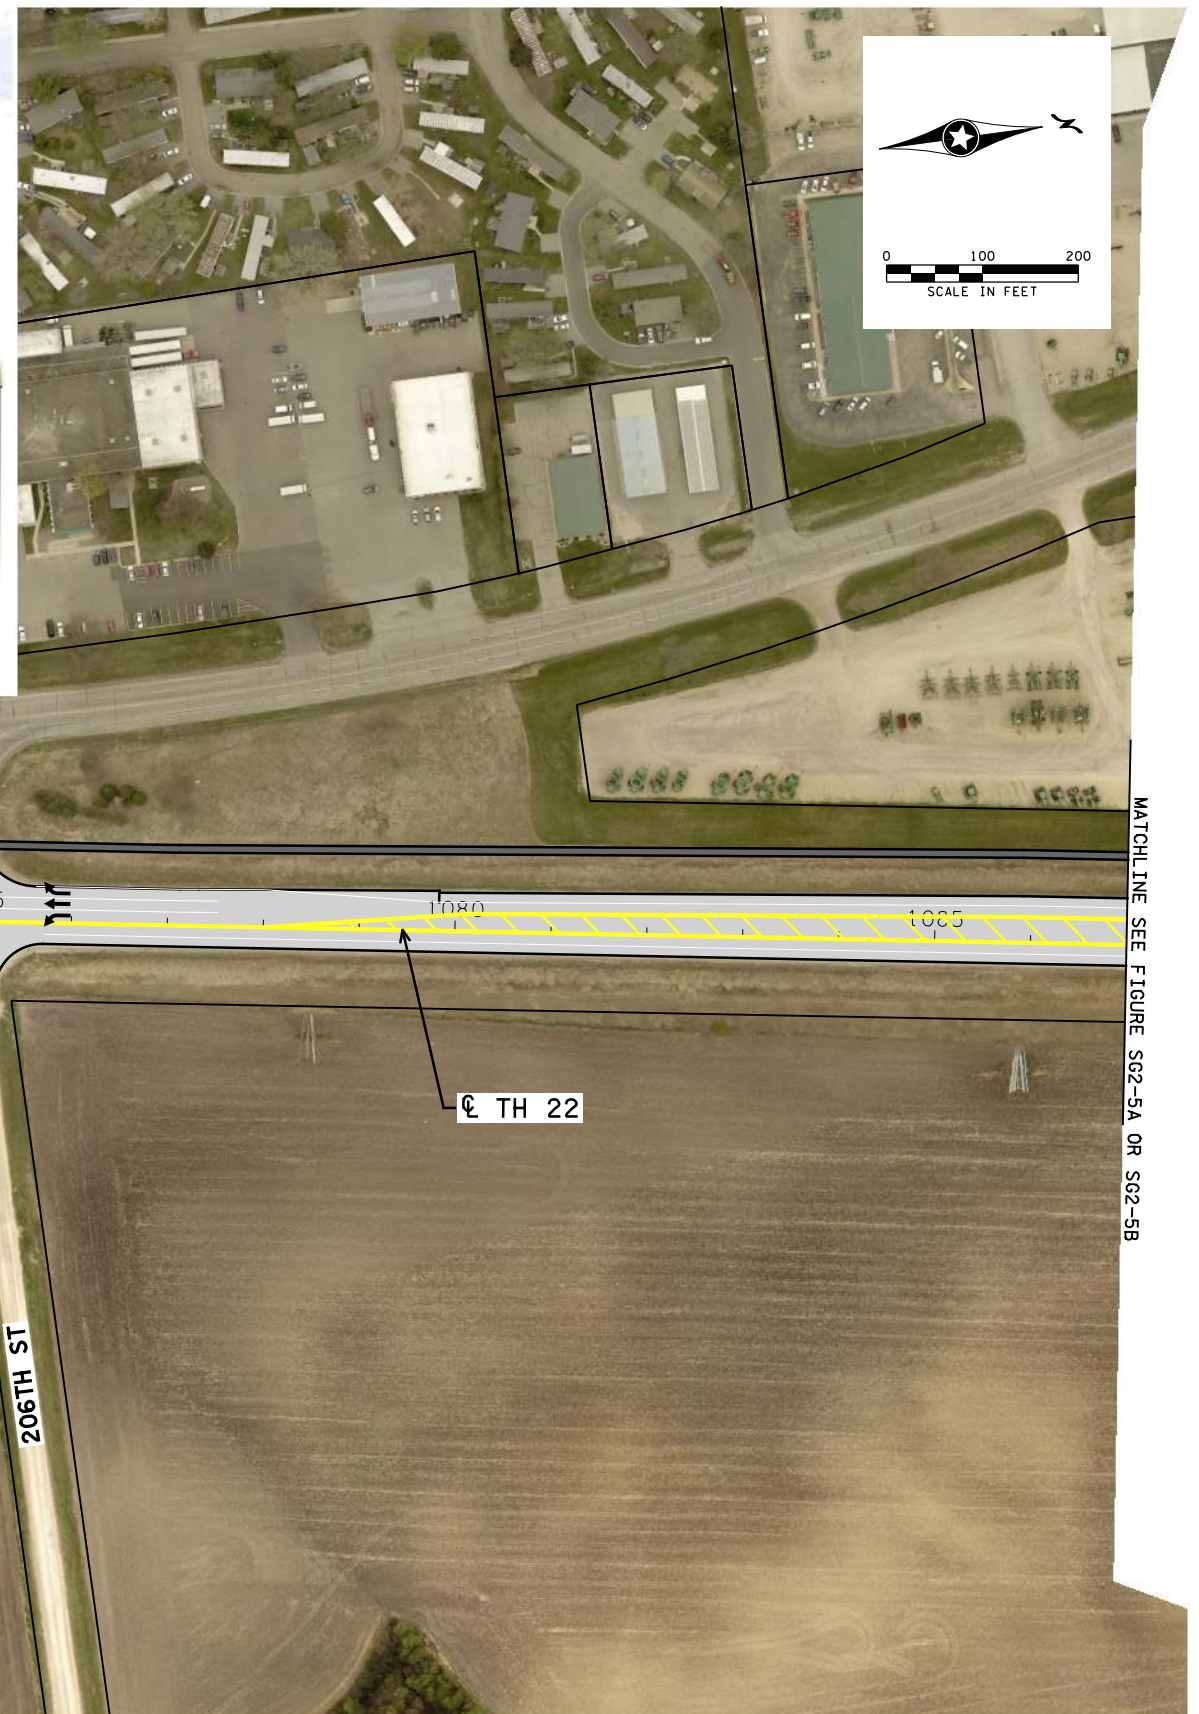 N
0 100 200
SCALE IN FEET
MATCHLINE SEE FIGURE SG2-5A OR SG2-5B
1080
1085
℄ TH 22
206TH ST